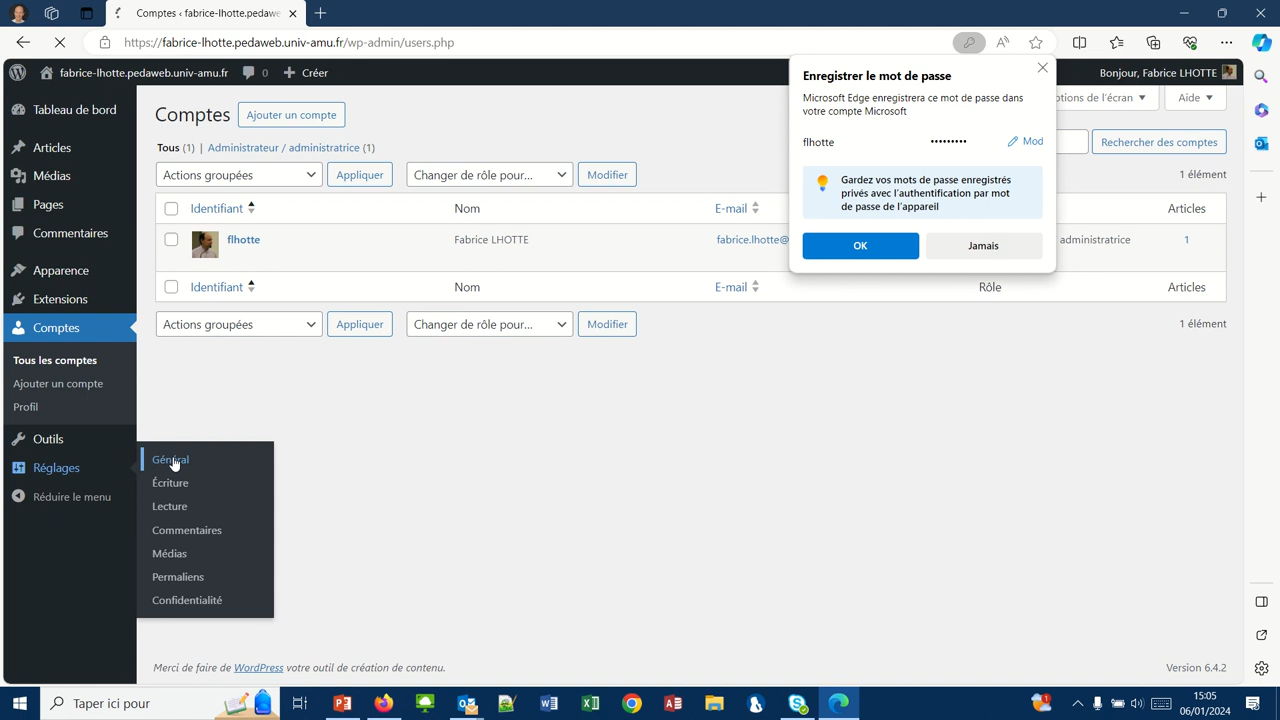 Comptes ‹ fabrice-lhotte.pedawe
https://fabrice-lhotte.pedaweb.univ-amu.fr/wp-admin/users.php
fabrice-lhotte.pedaweb.univ-amu.fr 0 Créer
Bonjour, Fabrice LHOTTE
Tableau de bord
Articles
Médias
Pages
Commentaires
Apparence
Extensions
Comptes
Tous les comptes
Ajouter un compte
Profil
Outils
Réglages
Réduire le menu
Général
Écriture
Lecture
Commentaires
Médias
Permaliens
Confidentialité
Comptes Ajouter un compte
ptions de l'écran Aide
Tous (1) | Administrateur / administratrice (1)
Rechercher des comptes
Actions groupées Appliquer Changer de rôle pour... Modifier
1 élément
Identifiant Nom E-mail Articles
flhotte Fabrice LHOTTE fabrice.lhotte@ administratrice 1
Identifiant Nom E-mail Rôle Articles
Actions groupées Appliquer Changer de rôle pour... Modifier
1 élément
Enregistrer le mot de passe
Microsoft Edge enregistrera ce mot de passe dans
votre compte Microsoft
flhotte ••••••••• Mod
Gardez vos mots de passe enregistrés
privés avec l'authentification par mot
de passe de l'appareil
OK Jamais
Merci de faire de WordPress votre outil de création de contenu.
Version 6.4.2
Taper ici pour
15:05
06/01/2024